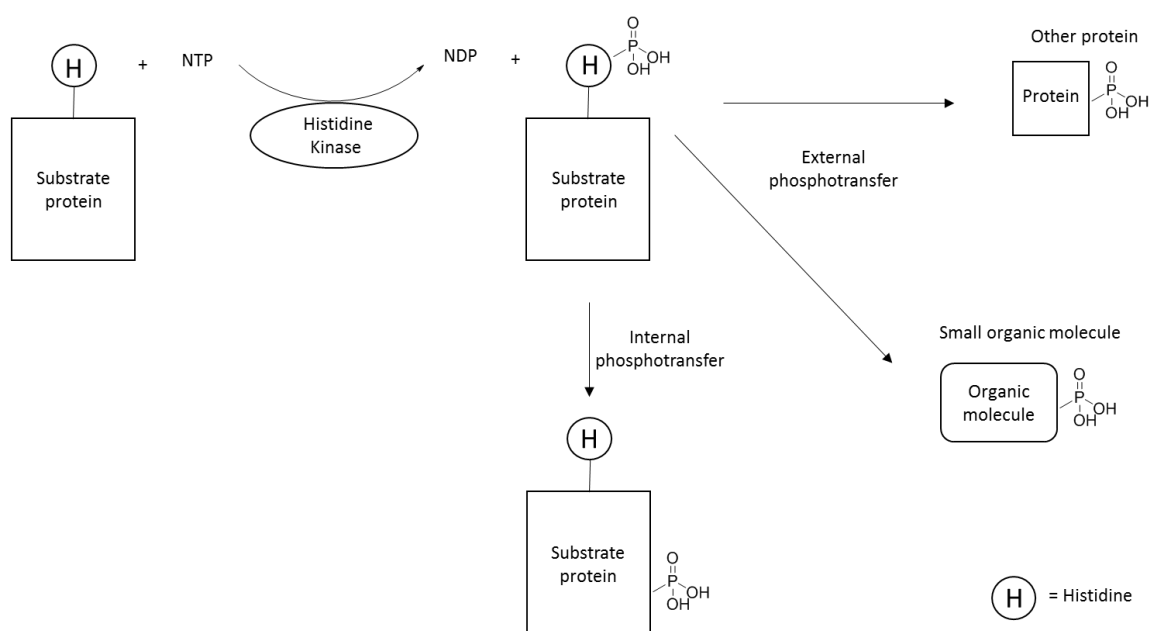 H
+
NTP
NDP
+
H
O
P
OH
OH
Histidine
Kinase
Substrate
protein
Substrate
protein
External
phosphotransfer
Other protein
Protein
O
P
OH
OH
Internal
phosphotransfer
Small organic molecule
Organic
molecule
O
P
OH
OH
H
Substrate
protein
O
P
OH
OH
H
= Histidine